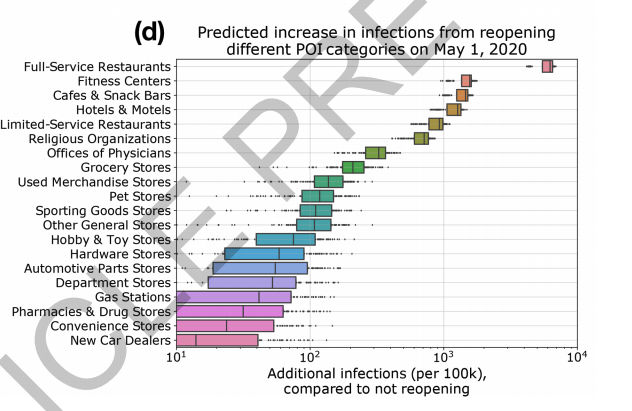 (d)
Predicted increase in infections from reopening
different POI categories on May 1, 2020
Full-Service Restaurants
Fitness Centers
Cafes & Snack Bars
Hotels & Motels
Limited-Service Restaurants
Religious Organizations
Offices of Physicians
Grocery Stores
Used Merchandise Stores
Pet Stores
Sporting Goods Stores
Other General Stores
Hobby & Toy Stores
Hardware Stores
Automotive Parts Stores
Department Stores
Gas Stations
Pharmacies & Drug Stores
Convenience Stores
New Car Dealers
10¹ 10² 10³ 10⁴
Additional infections (per 100k),
compared to not reopening
ICLE PRE